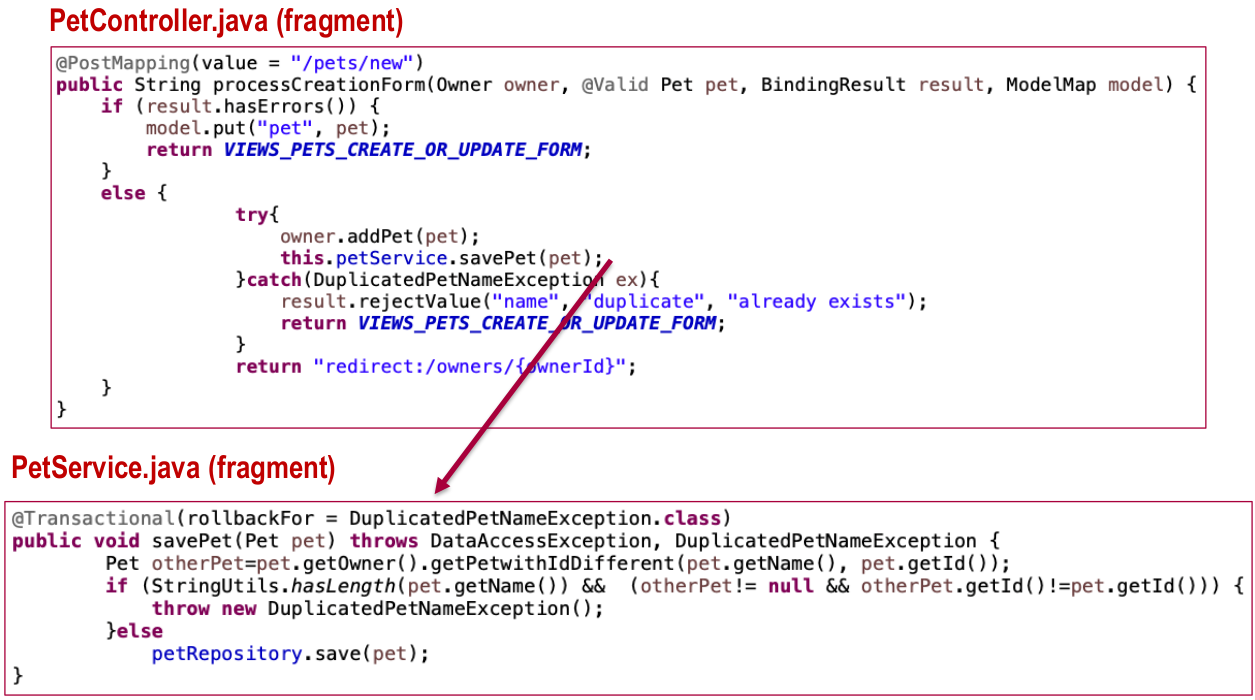 PetController.java (fragment)
@PostMapping(value = "/pets/new")
public String processCreationForm(Owner owner, @Valid Pet pet, BindingResult result, ModelMap model) {
    if (result.hasErrors()) {
        model.put("pet", pet);
        return VIEWS_PETS_CREATE_OR_UPDATE_FORM;
    }
    else {
                try{
                    owner.addPet(pet);
                    this.petService.savePet(pet);
                }catch(DuplicatedPetNameException ex){
                    result.rejectValue("name", "duplicate", "already exists");
                    return VIEWS_PETS_CREATE_OR_UPDATE_FORM;
                }
                return "redirect:/owners/{ownerId}";
    }
}
PetService.java (fragment)
@Transactional(rollbackFor = DuplicatedPetNameException.class)
public void savePet(Pet pet) throws DataAccessException, DuplicatedPetNameException {
        Pet otherPet=pet.getOwner().getPetwithIdDifferent(pet.getName(), pet.getId());
        if (StringUtils.hasLength(pet.getName()) &&  (otherPet!= null && otherPet.getId()!=pet.getId())) {
            throw new DuplicatedPetNameException();
        }else
            petRepository.save(pet);
}